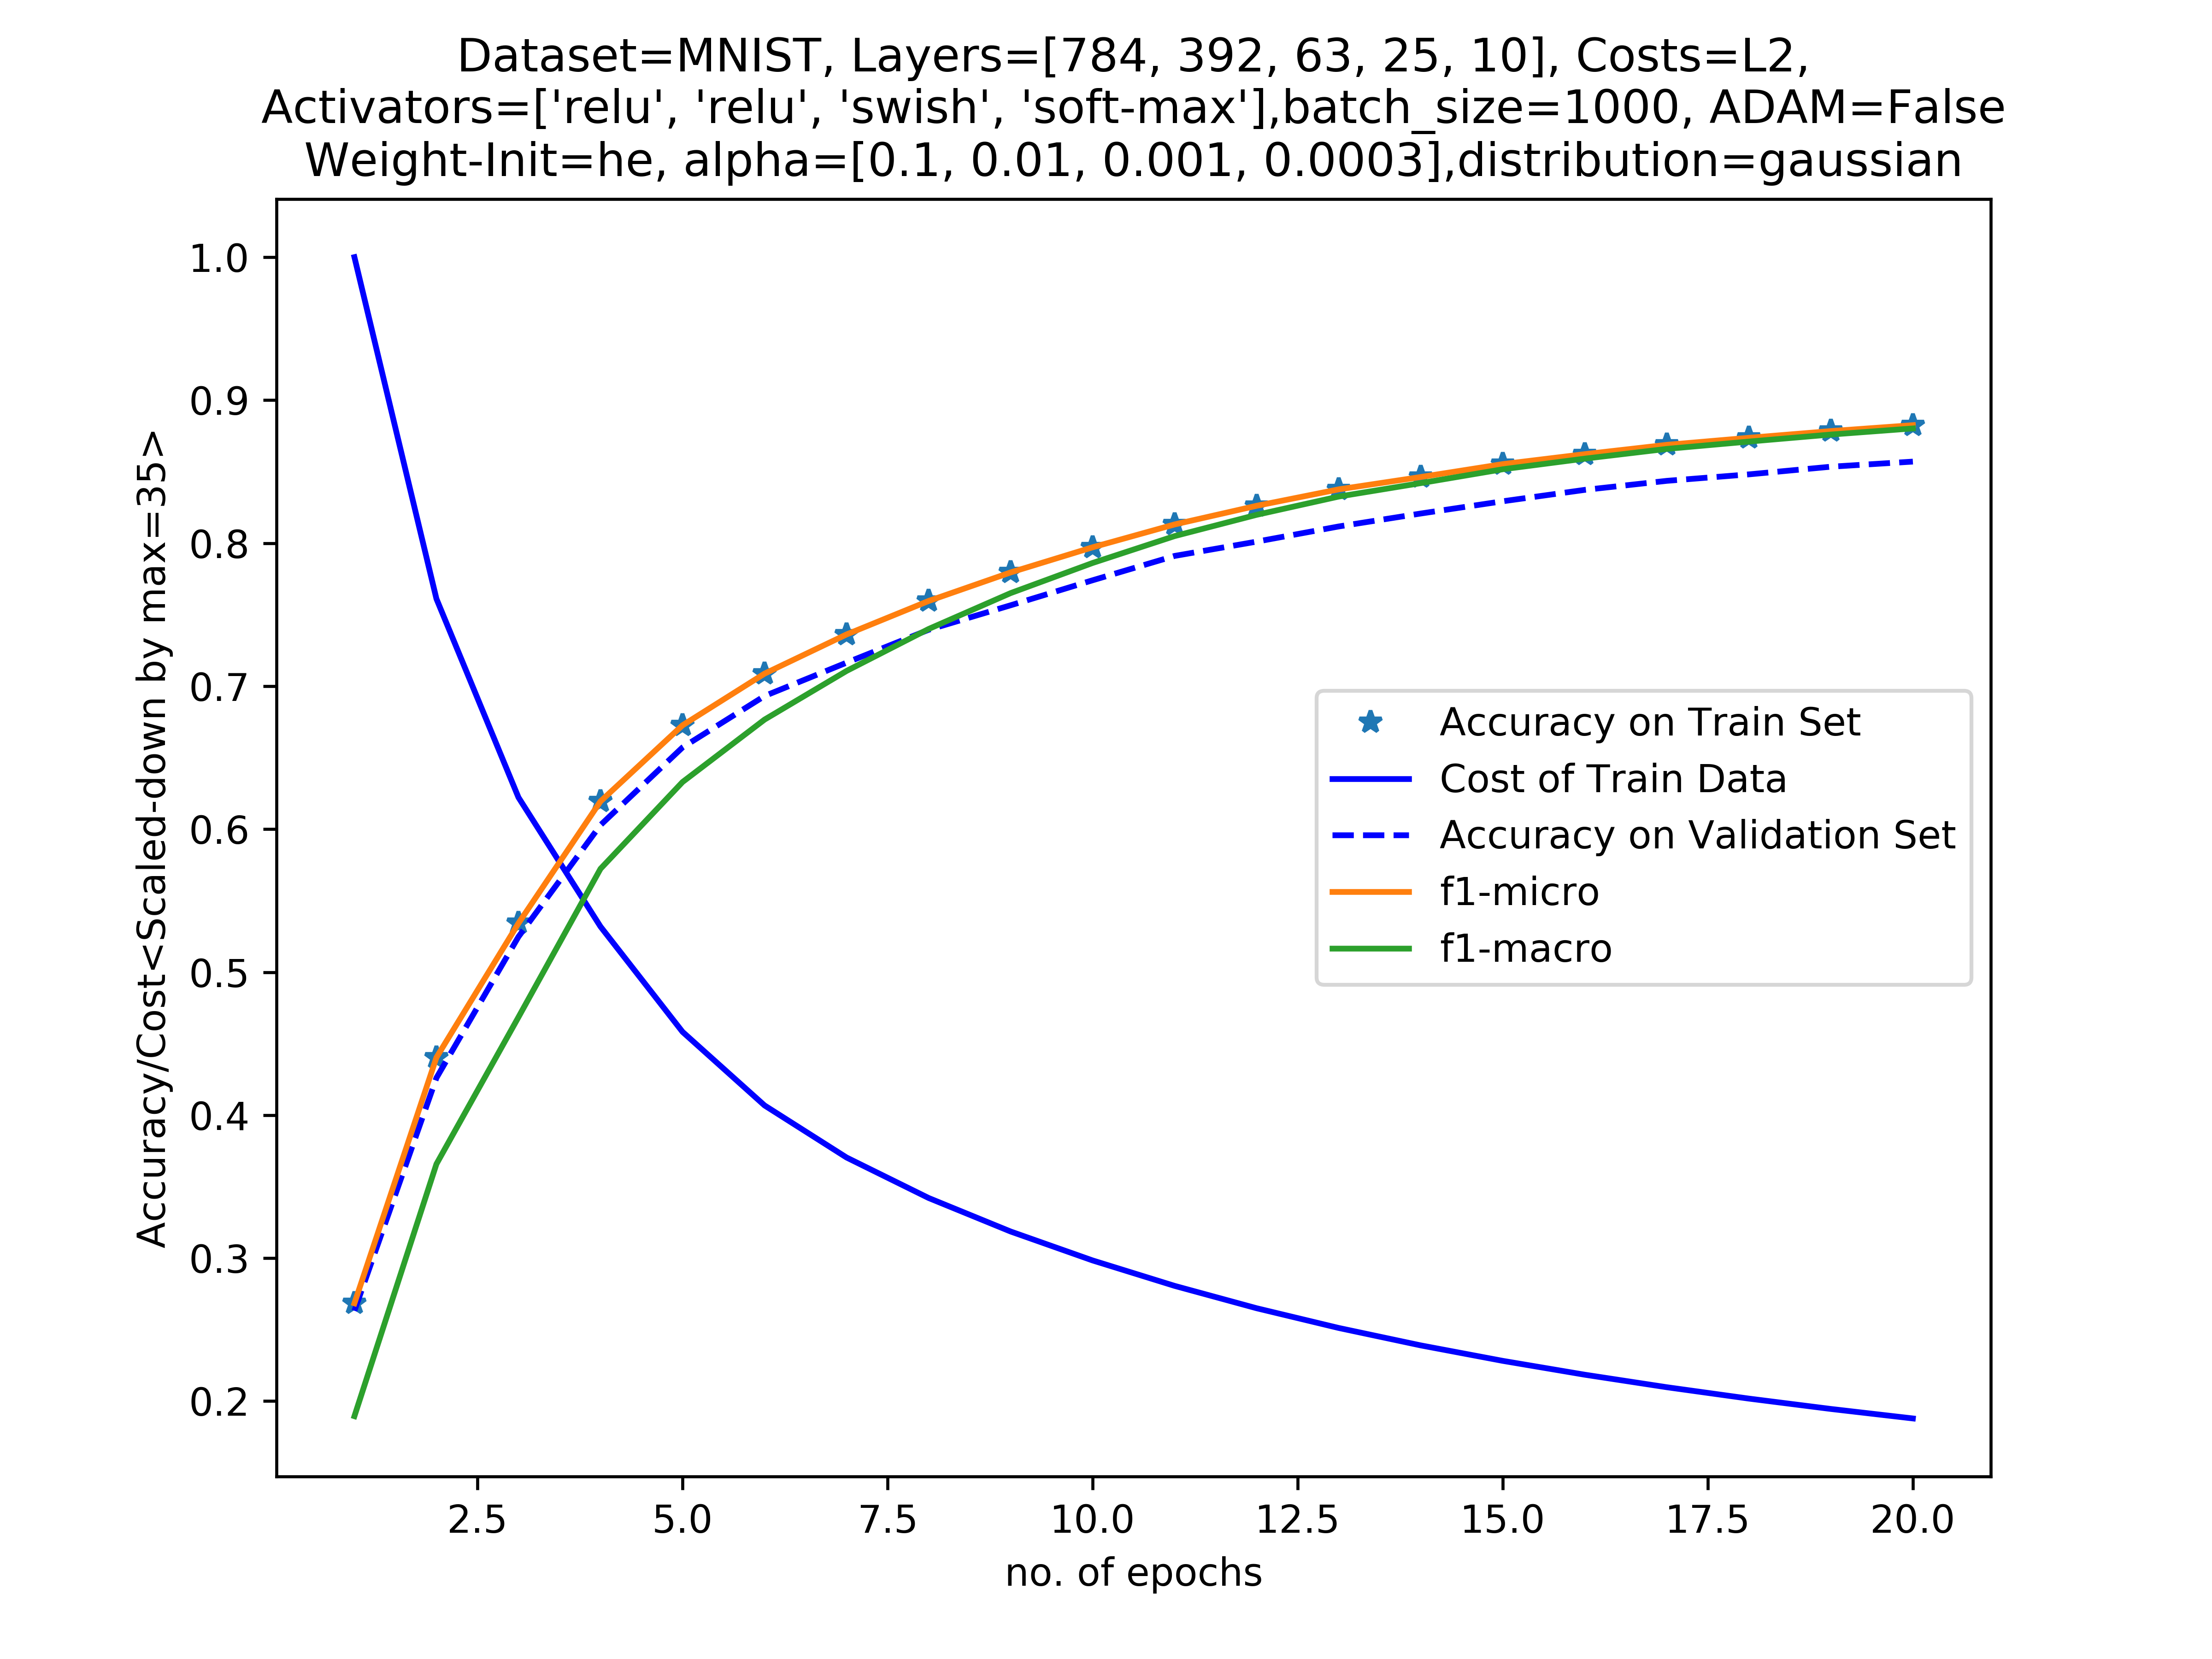 Dataset=MNIST, Layers=[784, 392, 63, 25, 10], Costs=L2,
Activators=['relu', 'relu', 'swish', 'soft-max'],batch_size=1000, ADAM=False
Weight-Init=he, alpha=[0.1, 0.01, 0.001, 0.0003],distribution=gaussian
Accuracy/Cost<Scaled-down by max=35>
1.0
0.9
0.8
0.7
0.6
0.5
0.4
0.3
0.2
Accuracy on Train Set
Cost of Train Data
Accuracy on Validation Set
f1-micro
f1-macro
2.5 5.0 7.5 10.0 12.5 15.0 17.5 20.0
no. of epochs